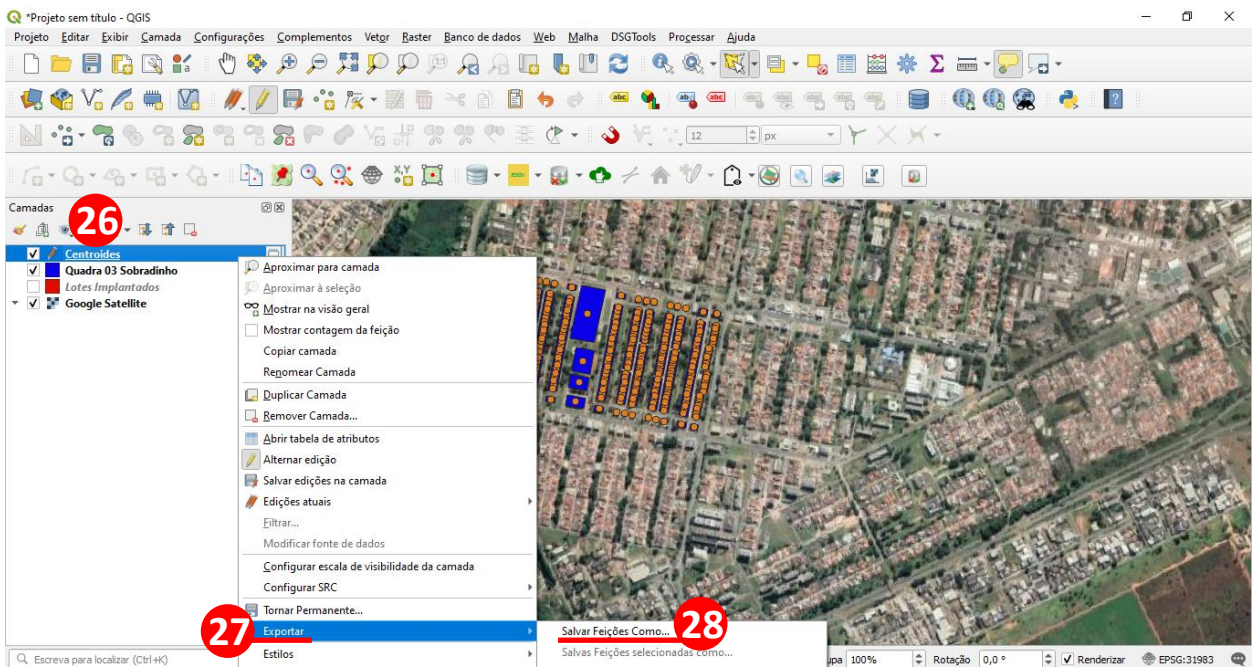 *Projeto sem título - QGIS
Projeto Editar Exibir Camada Configurações Complementos Vetor Raster Banco de dados Web Malha DSGTools Processar Ajuda
abc abc abc
12 px
X,Y
Camadas
26
Centroides
Quadra 03 Sobradinho
Lotes Implantados
Google Satellite
Aproximar para camada
Aproximar à seleção
Mostrar na visão geral
Mostrar contagem da feição
Copiar camada
Renomear Camada
Duplicar Camada
Remover Camada...
Abrir tabela de atributos
Alternar edição
Salvar edições na camada
Edições atuais
Filtrar...
Modificar fonte de dados
Configurar escala de visibilidade da camada
Configurar SRC
Tornar Permanente...
27 Exportar
Salvar Feições Como... 28
Estilos
Salvas Feições selecionadas como...
Escreva para localizar (Ctrl+K)
upa 100% Rotação 0,0 ° Renderizar EPSG:31983